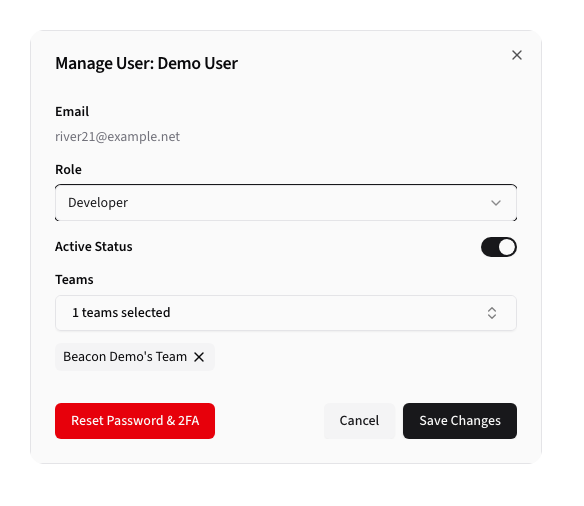 Manage User: Demo User
Email
river21@example.net
Role
Developer
Active Status
Teams
1 teams selected
Beacon Demo's Team
Reset Password & 2FA
Cancel
Save Changes